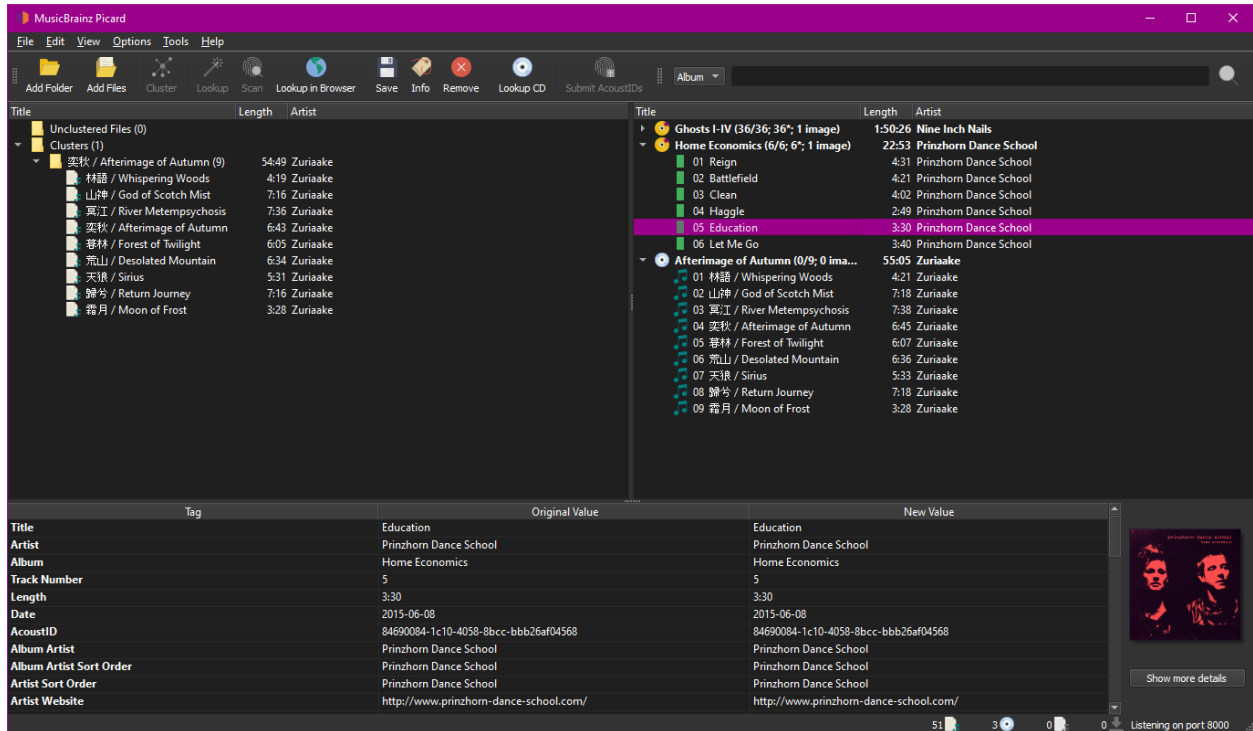 MusicBrainz Picard
File Edit View Options Tools Help
Add Folder Add Files Cluster Lookup Scan Lookup in Browser Save Info Remove Lookup CD Submit AcoustIDs Album
Title Length Artist
Unclustered Files (0)
Clusters (1)
奕秋 / Afterimage of Autumn (9) 54:49 Zuriaake
林語 / Whispering Woods 4:19 Zuriaake
山神 / God of Scotch Mist 7:16 Zuriaake
冥江 / River Metempsychosis 7:36 Zuriaake
奕秋 / Afterimage of Autumn 6:43 Zuriaake
暮林 / Forest of Twilight 6:05 Zuriaake
荒山 / Desolated Mountain 6:34 Zuriaake
天狼 / Sirius 5:31 Zuriaake
歸兮 / Return Journey 7:16 Zuriaake
霜月 / Moon of Frost 3:28 Zuriaake
Title Length Artist
Ghosts I-IV (36/36; 36*; 1 image) 1:50:26 Nine Inch Nails
Home Economics (6/6; 6*; 1 image) 22:53 Prinzhorn Dance School
01 Reign 4:31 Prinzhorn Dance School
02 Battlefield 4:21 Prinzhorn Dance School
03 Clean 4:02 Prinzhorn Dance School
04 Haggle 2:49 Prinzhorn Dance School
05 Education 3:30 Prinzhorn Dance School
06 Let Me Go 3:40 Prinzhorn Dance School
Afterimage of Autumn (0/9; 0 ima... 55:05 Zuriaake
01 林語 / Whispering Woods 4:21 Zuriaake
02 山神 / God of Scotch Mist 7:18 Zuriaake
03 冥江 / River Metempsychosis 7:38 Zuriaake
04 奕秋 / Afterimage of Autumn 6:45 Zuriaake
05 暮林 / Forest of Twilight 6:07 Zuriaake
06 荒山 / Desolated Mountain 6:36 Zuriaake
07 天狼 / Sirius 5:33 Zuriaake
08 歸兮 / Return Journey 7:18 Zuriaake
09 霜月 / Moon of Frost 3:28 Zuriaake
Tag Original Value New Value
Title Education Education
Artist Prinzhorn Dance School Prinzhorn Dance School
Album Home Economics Home Economics
Track Number 5 5
Length 3:30 3:30
Date 2015-06-08 2015-06-08
AcoustID 84690084-1c10-4058-8bcc-bbb26af04568 84690084-1c10-4058-8bcc-bbb26af04568
Album Artist Prinzhorn Dance School Prinzhorn Dance School
Album Artist Sort Order Prinzhorn Dance School Prinzhorn Dance School
Artist Sort Order Prinzhorn Dance School Prinzhorn Dance School
Artist Website http://www.prinzhorn-dance-school.com/ http://www.prinzhorn-dance-school.com/
prinzhorn dance school
home economics
Show more details
51 3 0 0 Listening on port 8000